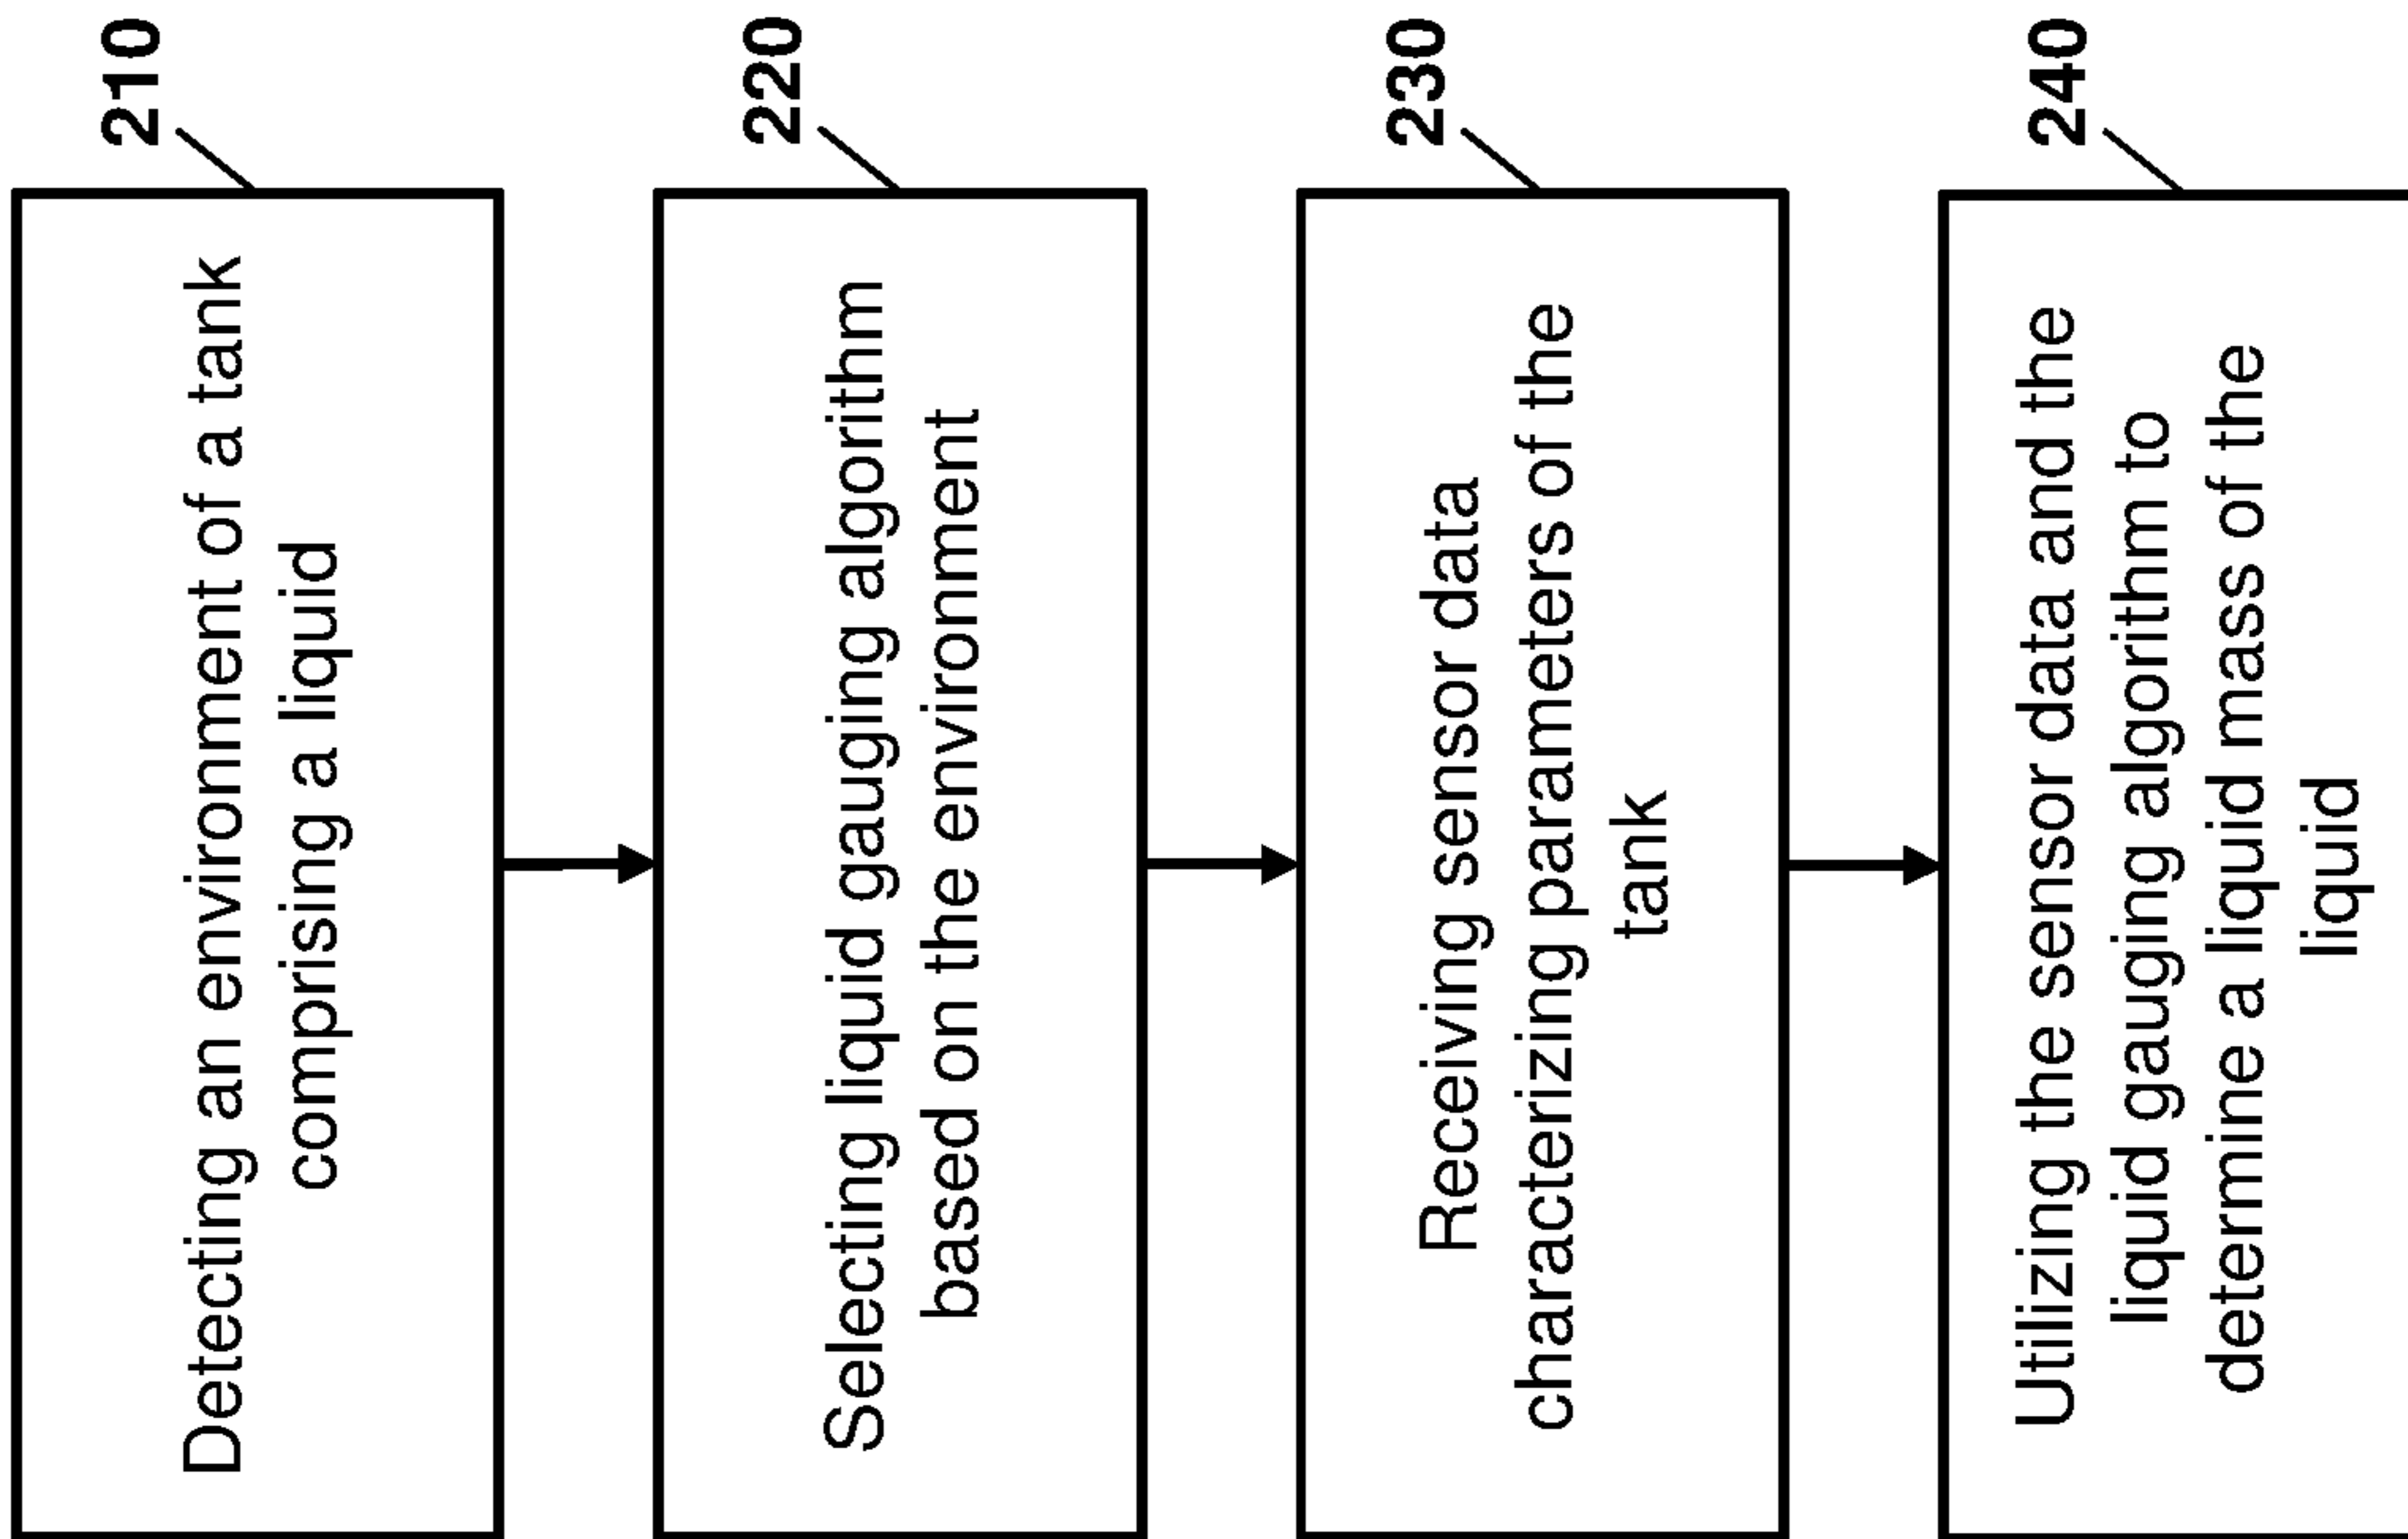 210
Detecting an environment of a tank
comprising a liquid
220
Selecting liquid gauging algorithm
based on the environment
230
Receiving sensor data
characterizing parameters of the
tank
240
Utilizing the sensor data and the
liquid gauging algorithm to
determine a liquid mass of the
liquid